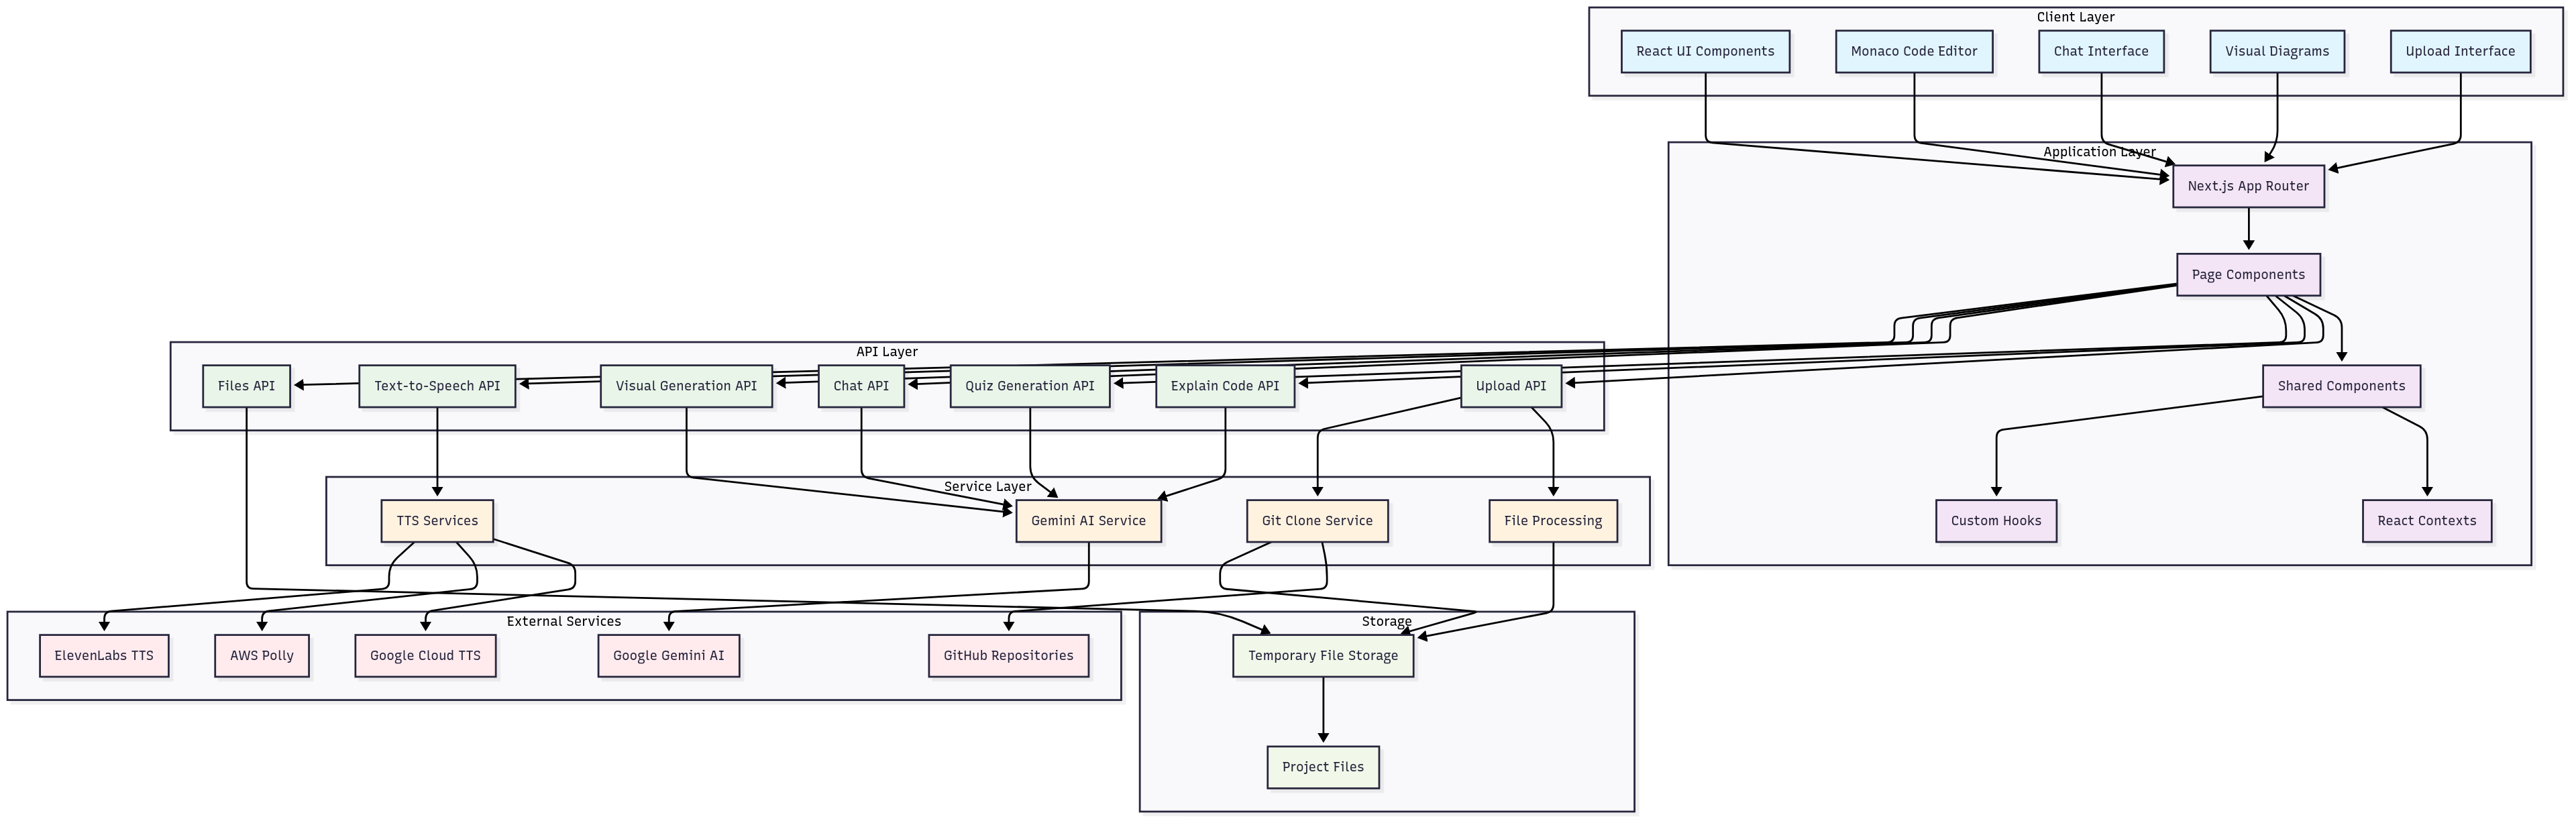 Client Layer
React UI Components
Monaco Code Editor
Chat Interface
Visual Diagrams
Upload Interface
Application Layer
Next.js App Router
Page Components
API Layer
Files API
Text-to-Speech API
Visual Generation API
Chat API
Quiz Generation API
Explain Code API
Upload API
Shared Components
Service Layer
TTS Services
Gemini AI Service
Git Clone Service
File Processing
Custom Hooks
React Contexts
External Services
Storage
ElevenLabs TTS
AWS Polly
Google Cloud TTS
Google Gemini AI
GitHub Repositories
Temporary File Storage
Project Files